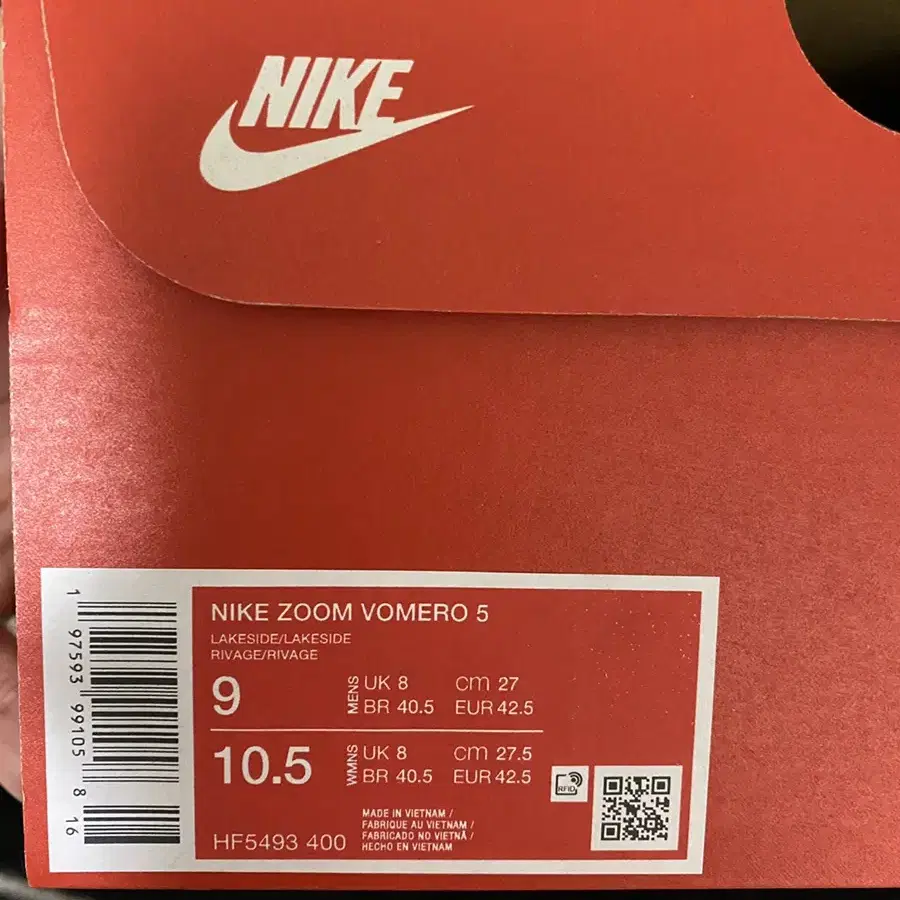 NIKE
NIKE ZOOM VOMERO 5
LAKESIDE/LAKESIDE
RIVAGE/RIVAGE
9
MENS
UK 8 cm 27
BR 40.5 EUR 42.5
10.5
WMNS
UK 8 cm 27.5
BR 40.5 EUR 42.5
RFID
MADE IN VIETNAM /
FABRIQUE AU VIETNAM /
FABRICADO NO VIETNÃ /
HECHO EN VIETNAM
HF5493 400
1 97593 99105 8 16